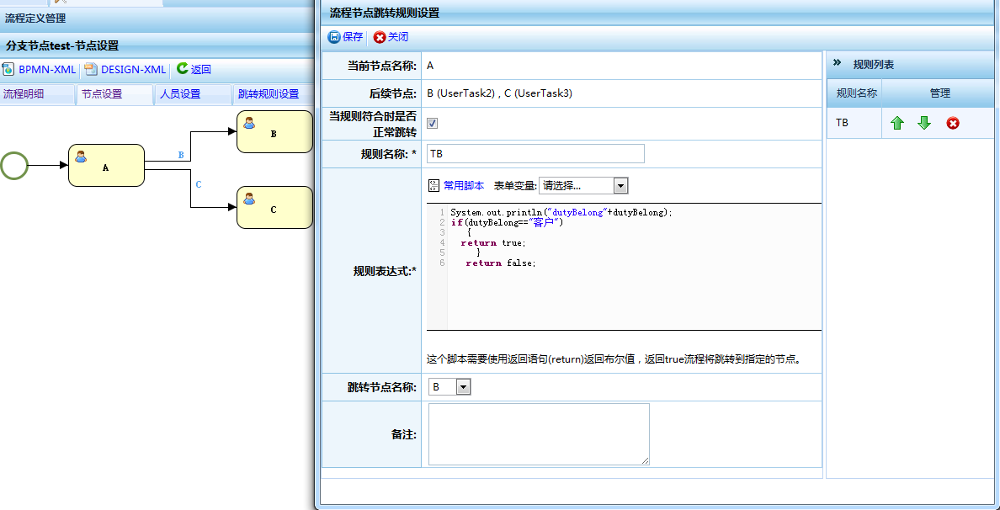 流程定义管理
分支节点test-节点设置
BPMN-XML DESIGN-XML 返回
流程明细 节点设置 人员设置 跳转规则设置
A
B
B
C
C
流程节点跳转规则设置
保存 关闭
当前节点名称: A
后续节点: B (UserTask2) , C (UserTask3)
当规则符合时是否
正常跳转
规则名称: * TB
常用脚本 表单变量: 请选择...
规则表达式:*
1 System.out.println("dutyBelong"+dutyBelong);
2 if(dutyBelong=="客户")
3 {
4 return true;
5 }
6 return false;
这个脚本需要使用返回语句(return)返回布尔值，返回true流程将跳转到指定的节点。
跳转节点名称: B
备注:
规则列表
规则名称 管理
TB